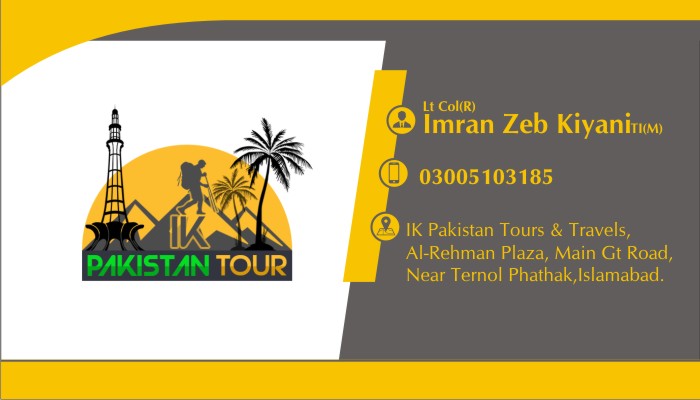 IK
PAKISTAN TOUR
Lt Col(R)
Imran Zeb KiyaniTI(M)
03005103185
IK Pakistan Tours & Travels,
Al-Rehman Plaza, Main Gt Road,
Near Ternol Phathak,Islamabad.